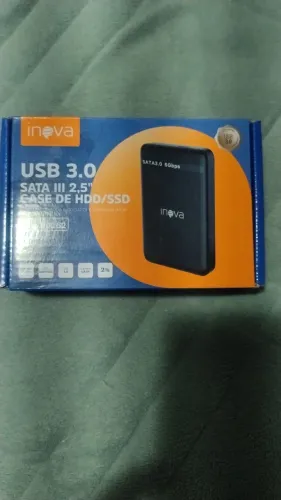 inova
USB 3.0
SATA III 2,5"
CASE DE HDD/SSD
SATA3.0 6Gbps
inova